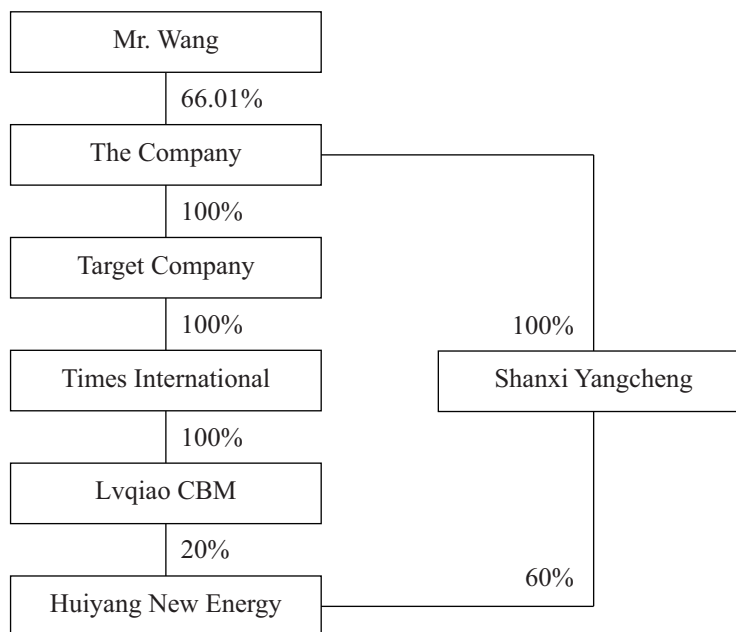 Mr. Wang
66.01%
The Company
100%
Target Company
100%
100%
Times International
Shanxi Yangcheng
100%
Lvqiao CBM
20%
60%
Huiyang New Energy